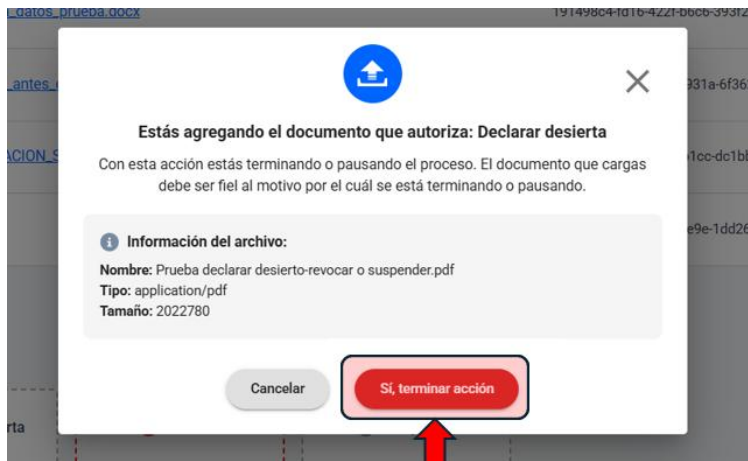 _datos_prueba.docx
191498c4-fd16-422f-b6c6-393f2
_antes_
931a-6f36
Estás agregando el documento que autoriza: Declarar desierta
Con esta acción estás terminando o pausando el proceso. El documento que cargas
debe ser fiel al motivo por el cuál se está terminando o pausando.
ACION_S
1cc-dc1bb
Información del archivo:
e9e-1dd26
Nombre: Prueba declarar desierto-revocar o suspender.pdf
Tipo: application/pdf
Tamaño: 2022780
Cancelar
Sí, terminar acción
rta